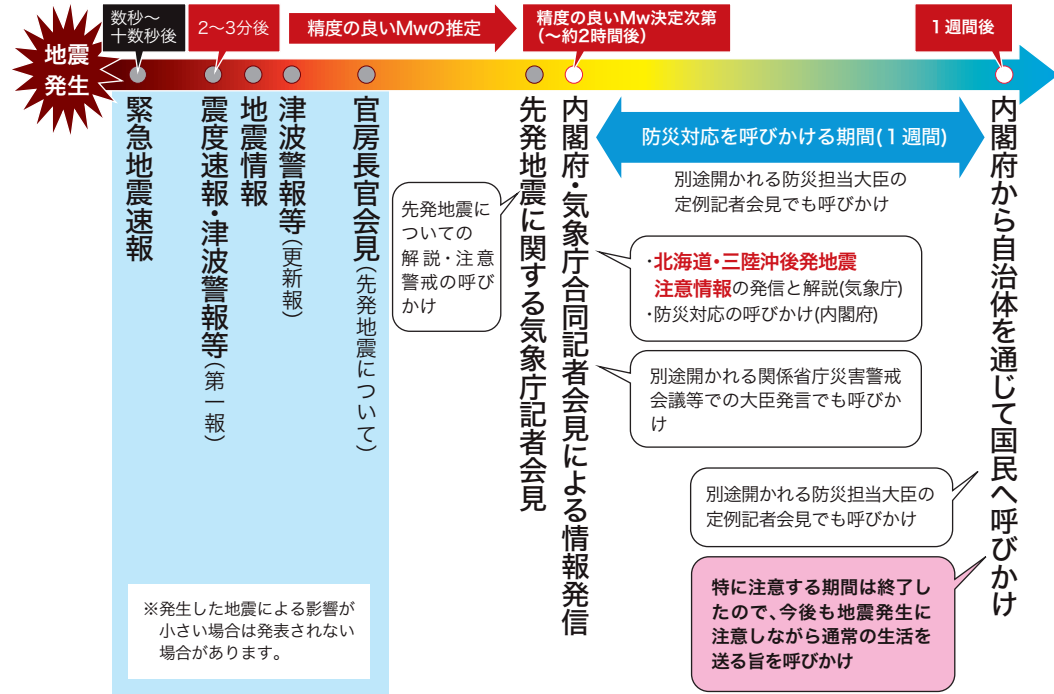 地震
発生
数秒〜
十数秒後
2〜3分後
精度の良いMwの推定
精度の良いMw決定次第
(〜約2時間後)
1週間後
緊急地震速報
震度速報・津波警報等(第一報)
地震情報
津波警報等(更新報)
官房長官会見(先発地震について)
先発地震に関する気象庁記者会見
先発地震に
ついての
解説・注意
警戒の呼び
かけ
内閣府・気象庁合同記者会見による情報発信
防災対応を呼びかける期間(1週間)
別途開かれる防災担当大臣の
定例記者会見でも呼びかけ
・北海道・三陸沖後発地震
注意情報の発信と解説(気象庁)
・防災対応の呼びかけ(内閣府)
別途開かれる関係省庁災害警戒
会議等での大臣発言でも呼びか
け
内閣府から自治体を通じて国民へ呼びかけ
別途開かれる防災担当大臣の
定例記者会見でも呼びかけ
特に注意する期間は終了し
たので、今後も地震発生に
注意しながら通常の生活を
送る旨を呼びかけ
※発生した地震による影響が
小さい場合は発表されない
場合があります。